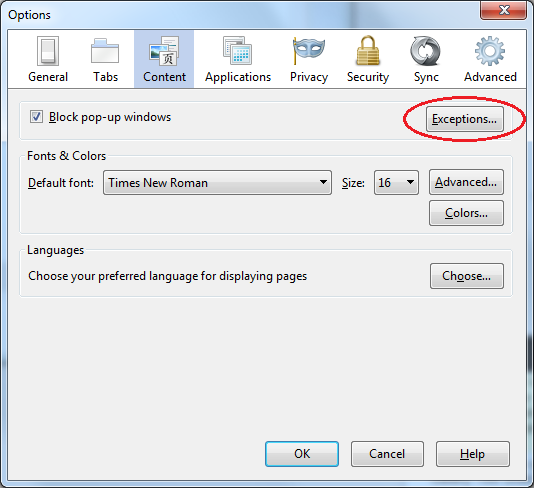 Options
General Tabs Content Applications Privacy Security Sync Advanced
Block pop-up windows Exceptions...
Fonts & Colors
Default font: Times New Roman Size: 16 Advanced...
Colors...
Languages
Choose your preferred language for displaying pages Choose...
OK Cancel Help